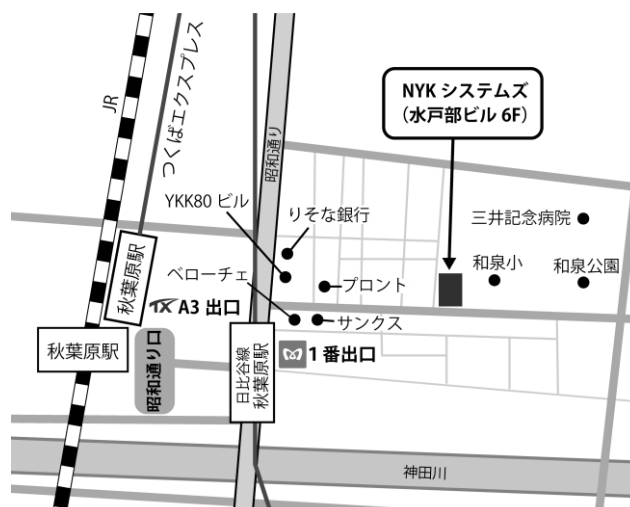 JR
つくばエクスプレス
昭和通り
NYK システムズ
(水戸部ビル 6F)
YKK80 ビル
りそな銀行
三井記念病院
ベローチェ
プロント
和泉小
和泉公園
秋葉原駅
TX A3 出口
サンクス
秋葉原駅
昭和通り口
日比谷線
秋葉原駅
1 番出口
神田川